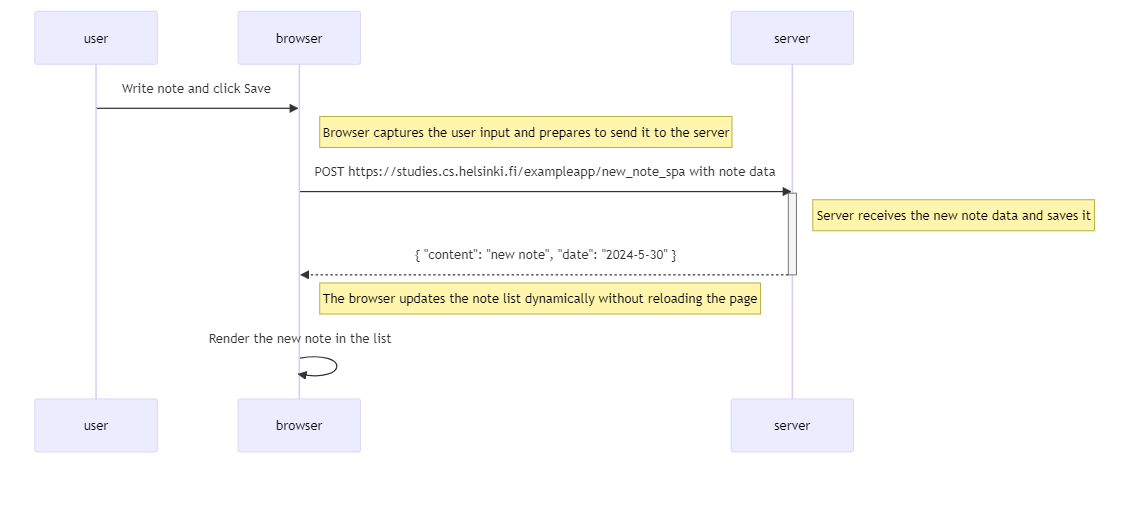 user browser server
Write note and click Save
Browser captures the user input and prepares to send it to the server
POST https://studies.cs.helsinki.fi/exampleapp/new_note_spa with note data
Server receives the new note data and saves it
{ "content": "new note", "date": "2024-5-30" }
The browser updates the note list dynamically without reloading the page
Render the new note in the list
user browser server